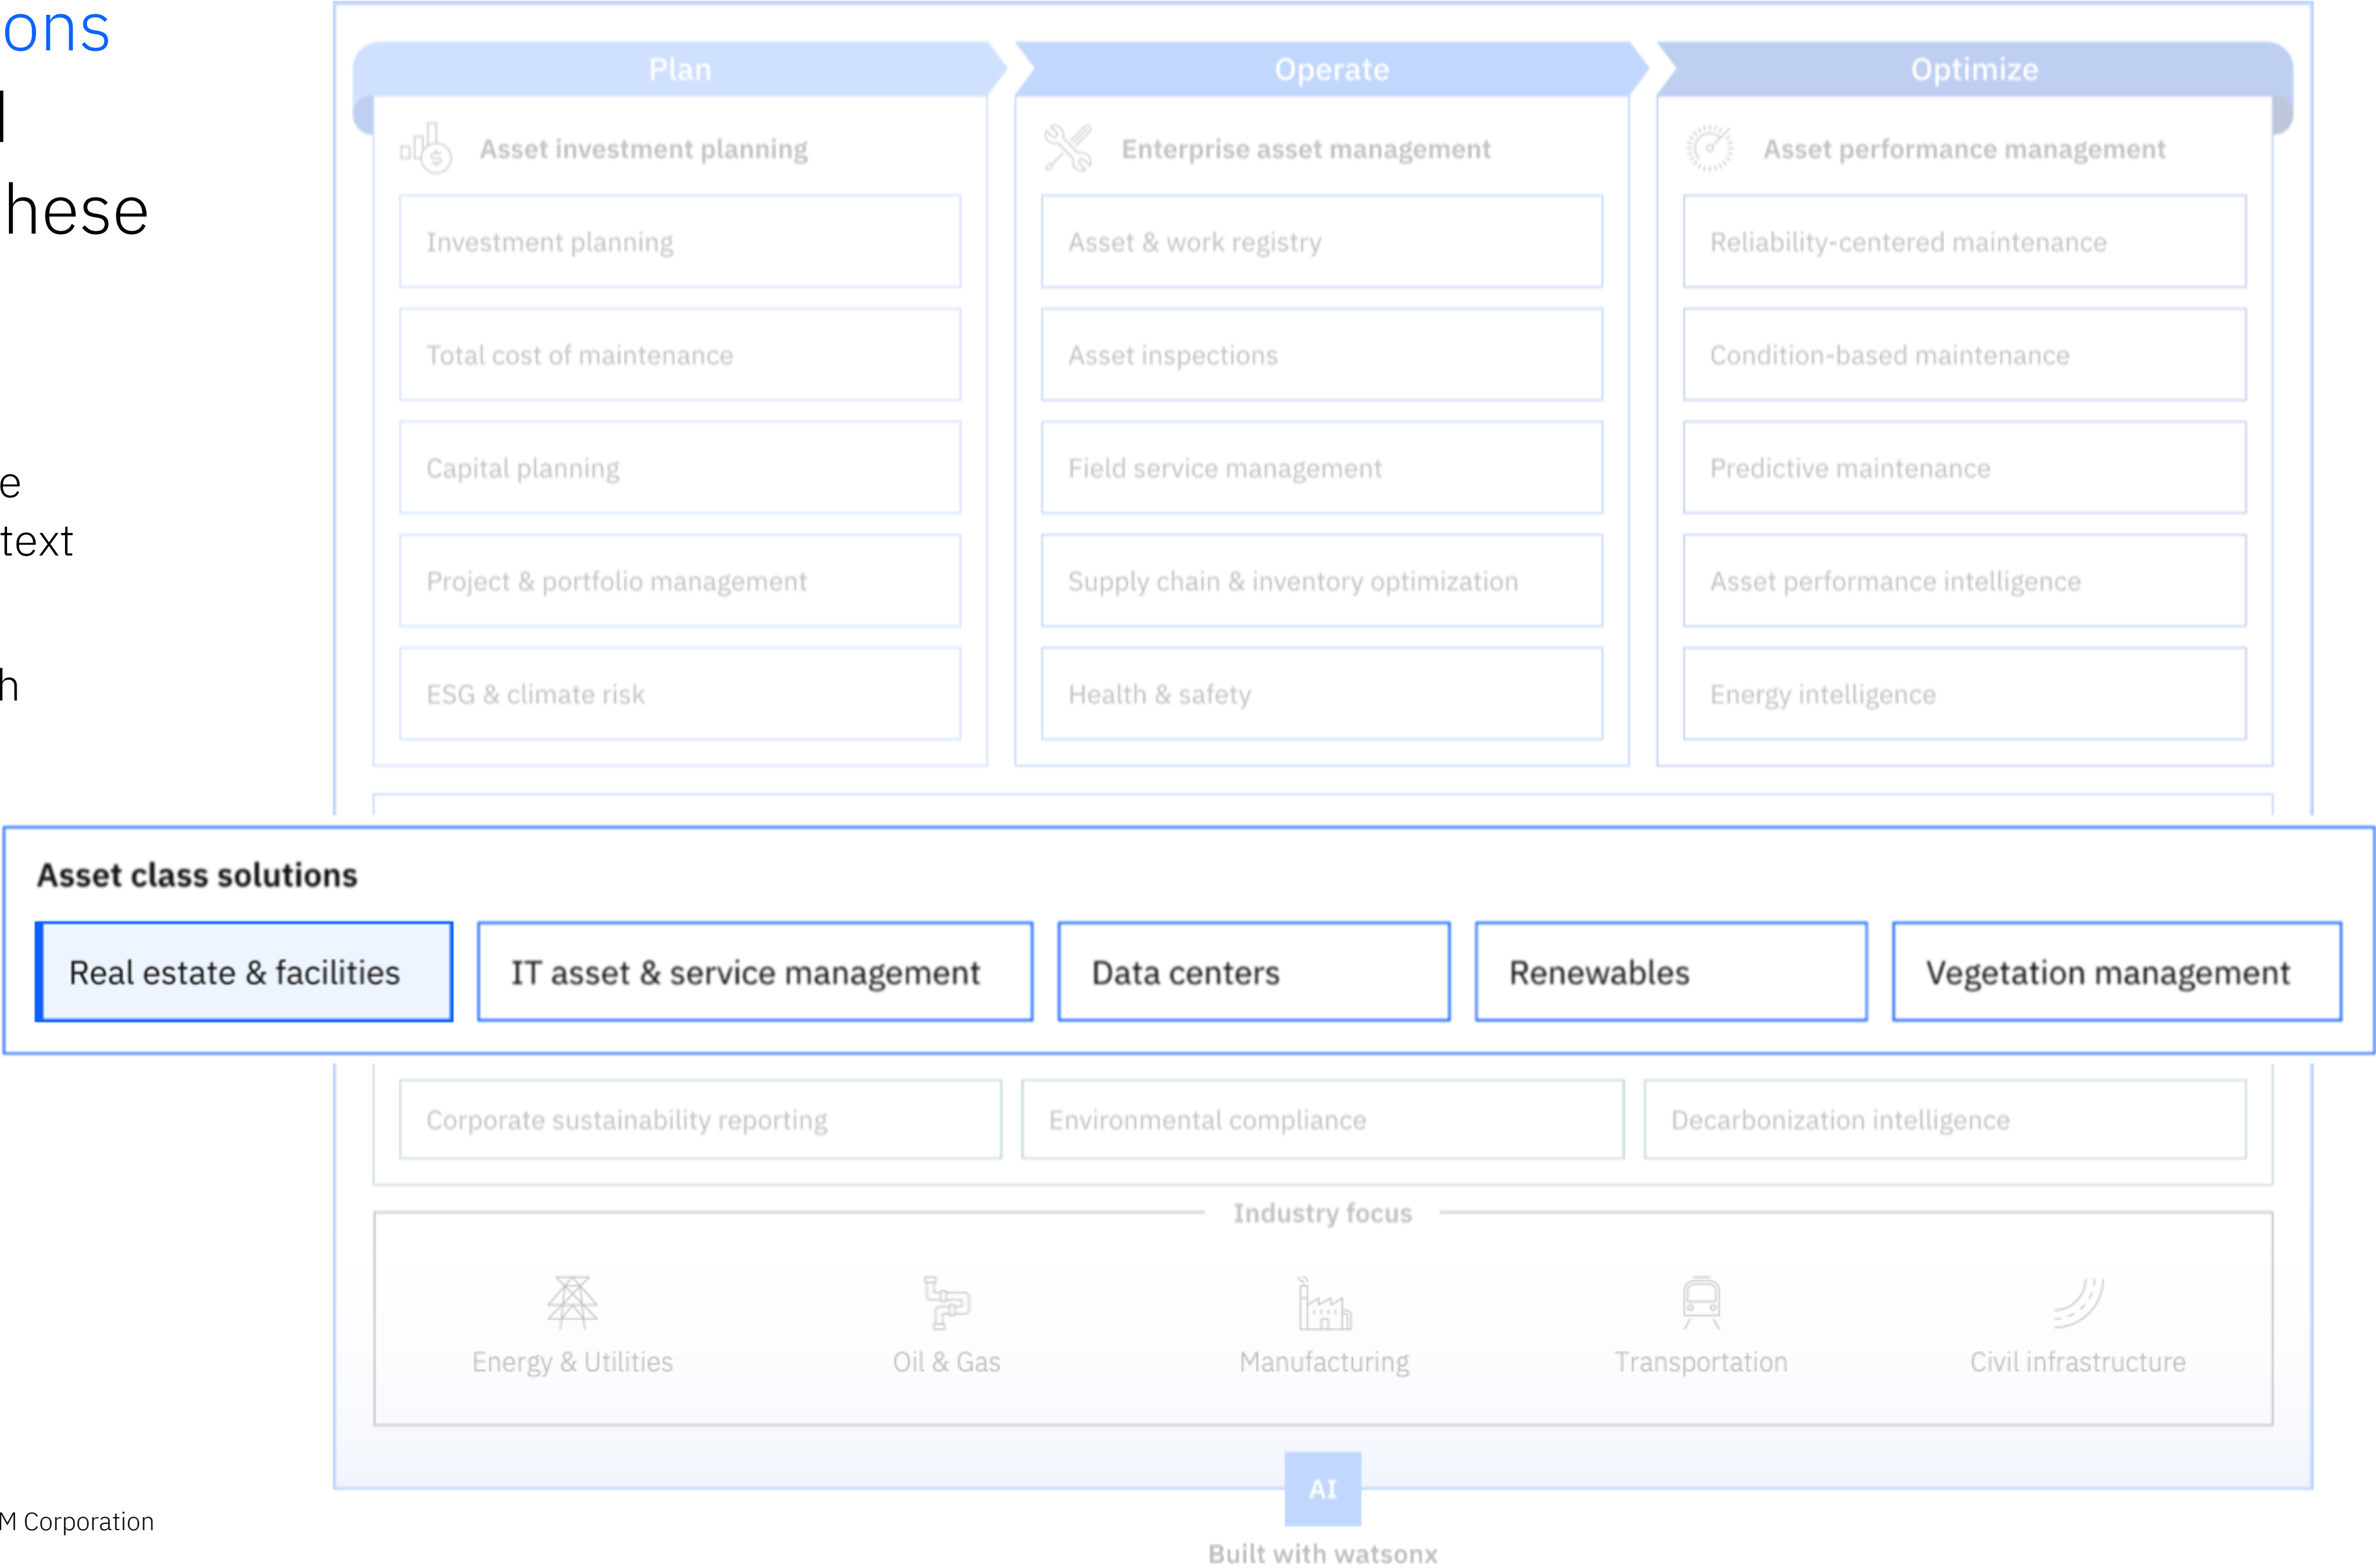 ons
hese
e
text
h
Plan
Operate
Optimize
Asset investment planning
Enterprise asset management
Asset performance management
Investment planning
Asset & work registry
Reliability-centered maintenance
Total cost of maintenance
Asset inspections
Condition-based maintenance
Capital planning
Field service management
Predictive maintenance
Project & portfolio management
Supply chain & inventory optimization
Asset performance intelligence
ESG & climate risk
Health & safety
Energy intelligence
Asset class solutions
Real estate & facilities
IT asset & service management
Data centers
Renewables
Vegetation management
Corporate sustainability reporting
Environmental compliance
Decarbonization intelligence
Industry focus
Energy & Utilities
Oil & Gas
Manufacturing
Transportation
Civil infrastructure
AI
Built with watsonx
M Corporation